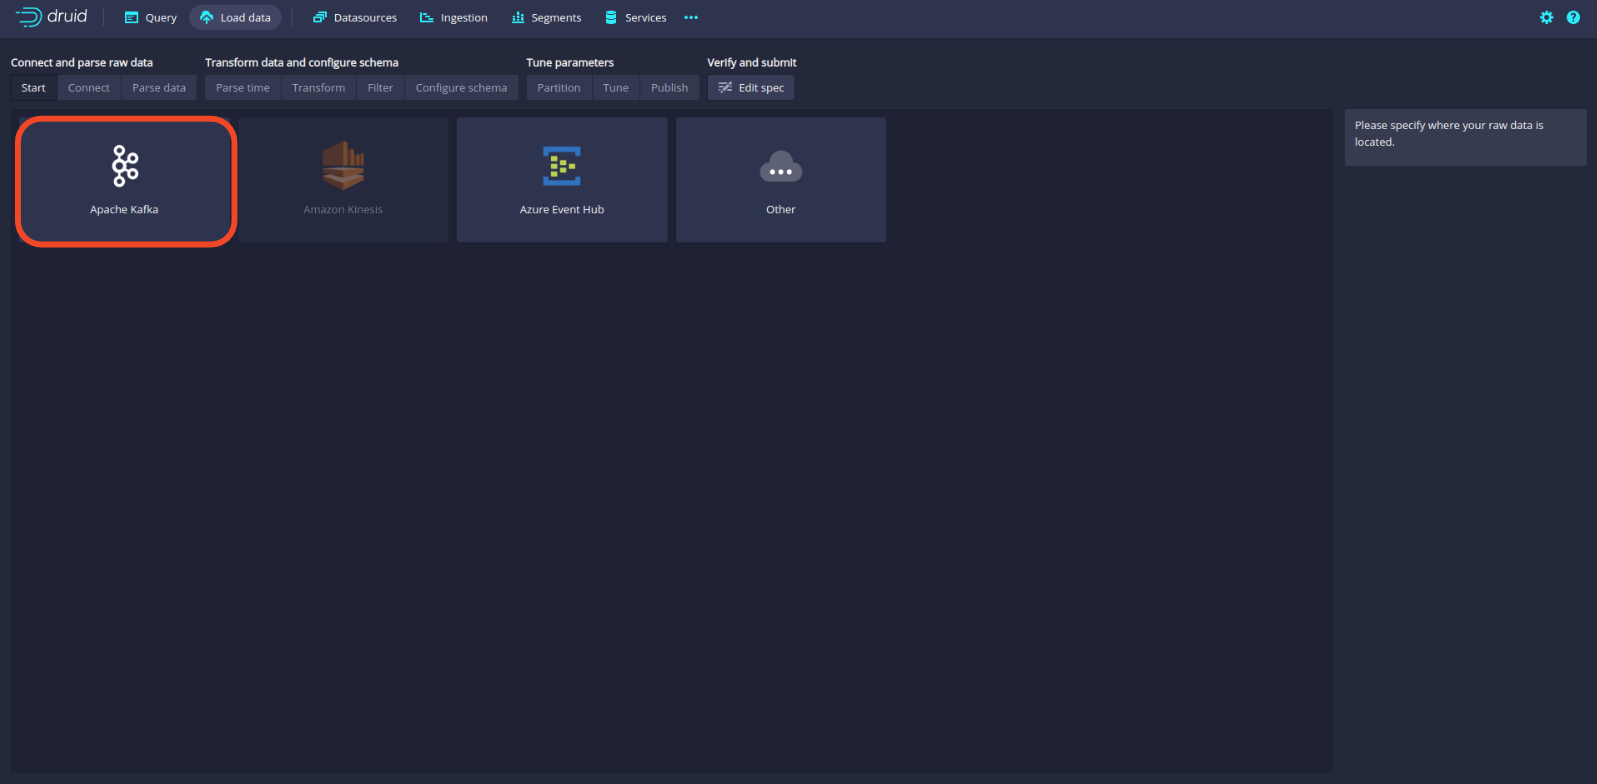 druid Query Load data Datasources Ingestion Segments Services
Connect and parse raw data Transform data and configure schema Tune parameters Verify and submit
Start Connect Parse data Parse time Transform Filter Configure schema Partition Tune Publish Edit spec
Apache Kafka Amazon Kinesis Azure Event Hub Other
Please specify where your raw data is
located.